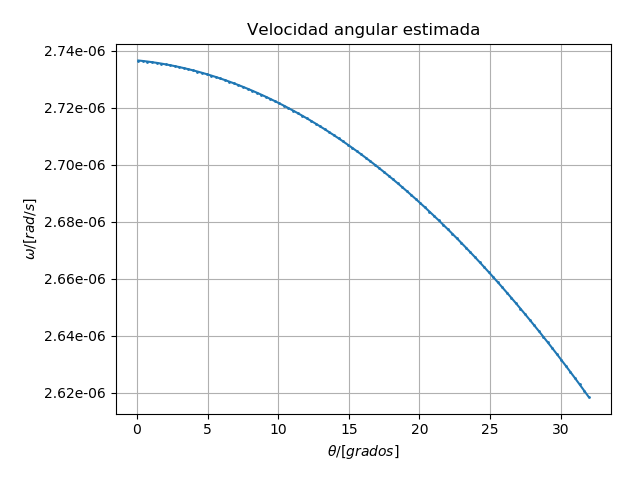 Velocidad angular estimada
2.74e-06
2.72e-06
2.70e-06
2.68e-06
2.66e-06
2.64e-06
2.62e-06
ω/[rad/s]
0 5 10 15 20 25 30
θ/[grados]